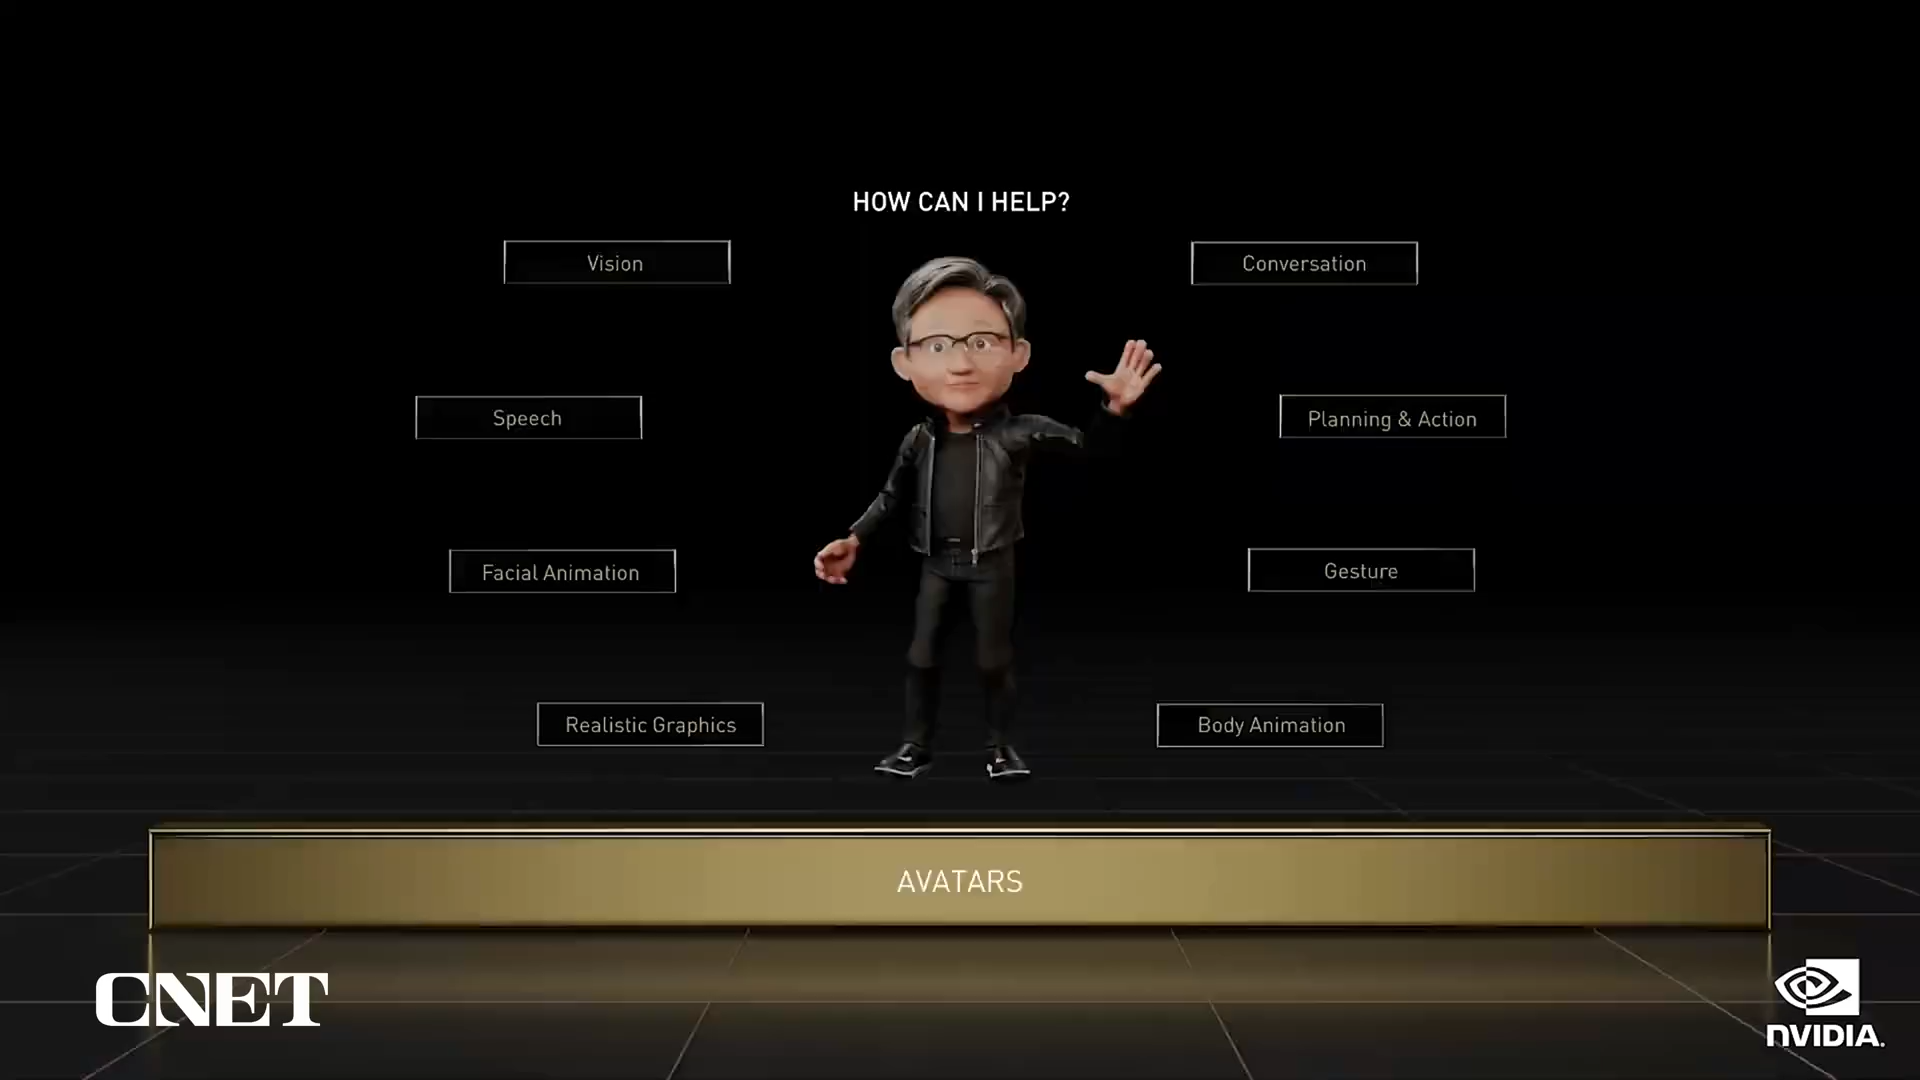 HOW CAN I HELP?
Vision
Conversation
Speech
Planning & Action
Facial Animation
Gesture
Realistic Graphics
Body Animation
AVATARS
CNET
NVIDIA.